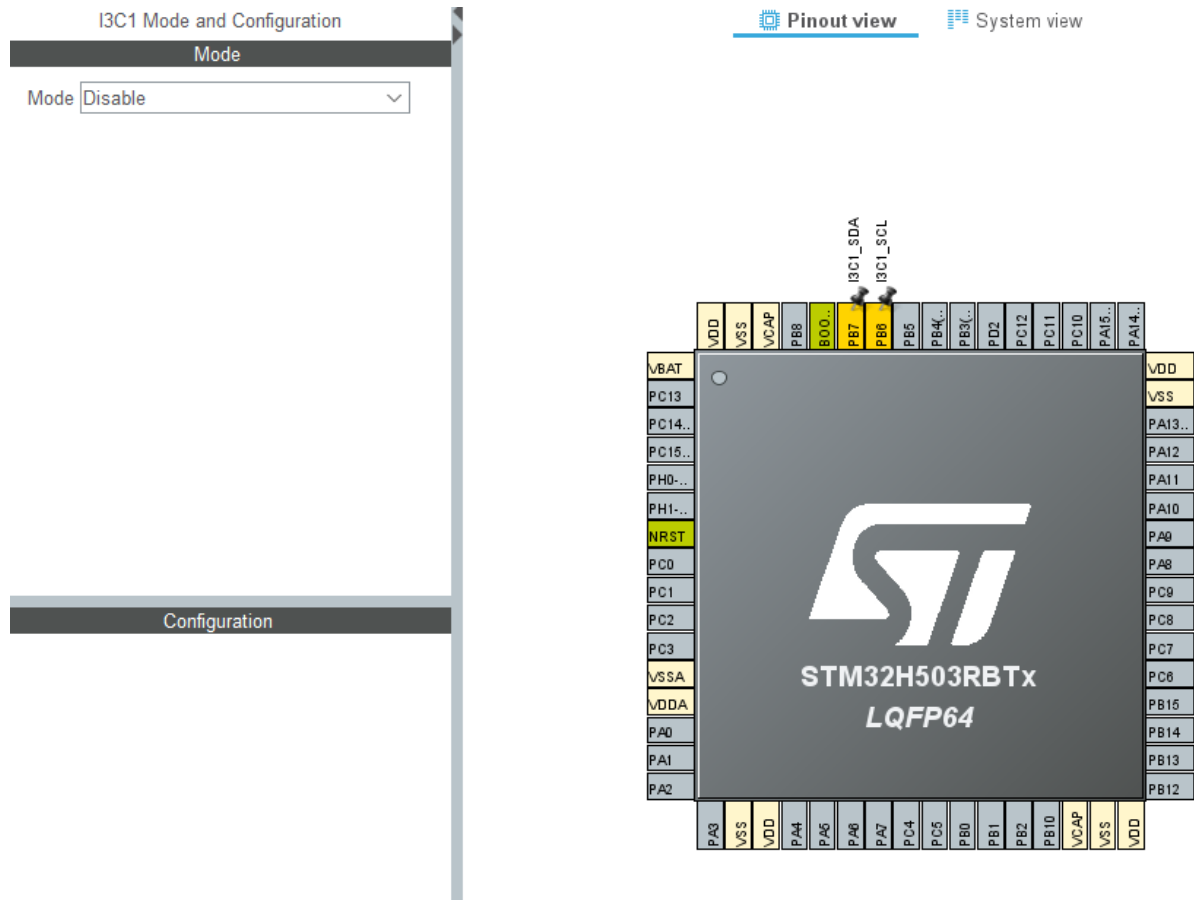 I3C1 Mode and Configuration
Mode
Mode Disable
Configuration
Pinout view
System view
I3C1_SDA
I3C1_SCL
VDD
VSS
VCAP
PB8
BOO..
PB7
PB6
PB5
PB4(..
PB3(..
PD2
PC12
PC11
PC10
PA15..
PA14..
VBAT
PC13
PC14..
PC15..
PH0-..
PH1-..
NRST
PC0
PC1
PC2
PC3
VSSA
VDDA
PA0
PA1
PA2
VDD
VSS
PA13..
PA12
PA11
PA10
PA9
PA8
PC9
PC8
PC7
PC6
PB15
PB14
PB13
PB12
ST
STM32H503RBTx
LQFP64
PA3
VSS
VDD
PA4
PA5
PA6
PA7
PC4
PC5
PB0
PB1
PB2
PB10
VCAP
VSS
VDD